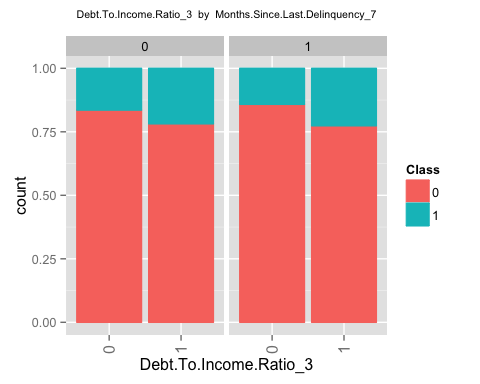 Debt.To.Income.Ratio_3 by Months.Since.Last.Delinquency_7
0 1
1.00
0.75
0.50
0.25
0.00
count
0 1 0 1
Debt.To.Income.Ratio_3
Class
0
1